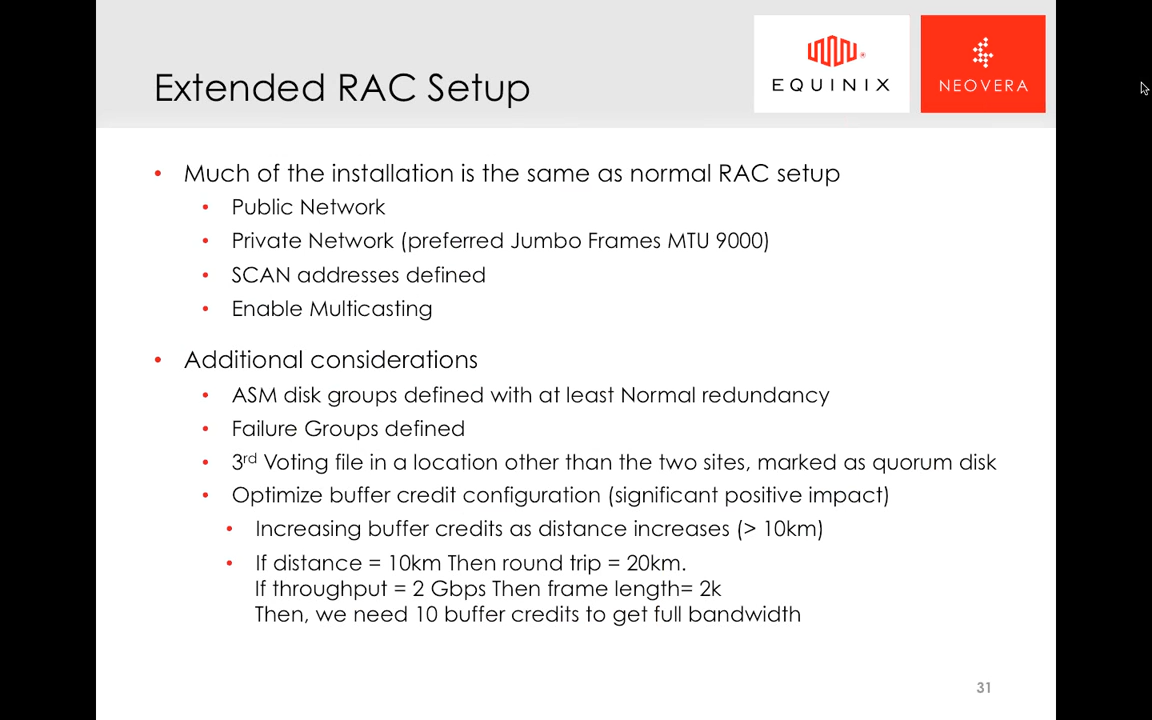 Extended RAC Setup
EQUINIX
NEOVERA
• Much of the installation is the same as normal RAC setup
• Public Network
• Private Network (preferred Jumbo Frames MTU 9000)
• SCAN addresses defined
• Enable Multicasting
• Additional considerations
• ASM disk groups defined with at least Normal redundancy
• Failure Groups defined
• 3rd Voting file in a location other than the two sites, marked as quorum disk
• Optimize buffer credit configuration (significant positive impact)
• Increasing buffer credits as distance increases (> 10km)
• If distance = 10km Then round trip = 20km.
If throughput = 2 Gbps Then frame length= 2k
Then, we need 10 buffer credits to get full bandwidth
31